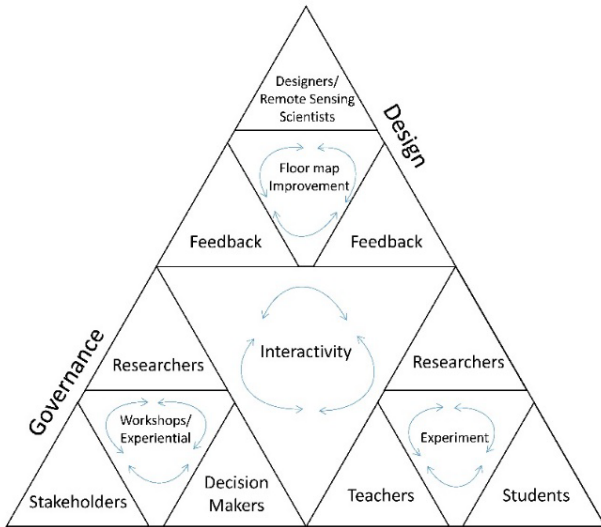 Designers/
Remote Sensing
Scientists
Design
Floor map
Improvement
Feedback
Feedback
Governance
Researchers
Interactivity
Researchers
Workshops/
Experiential
Experiment
Stakeholders
Decision
Makers
Teachers
Students